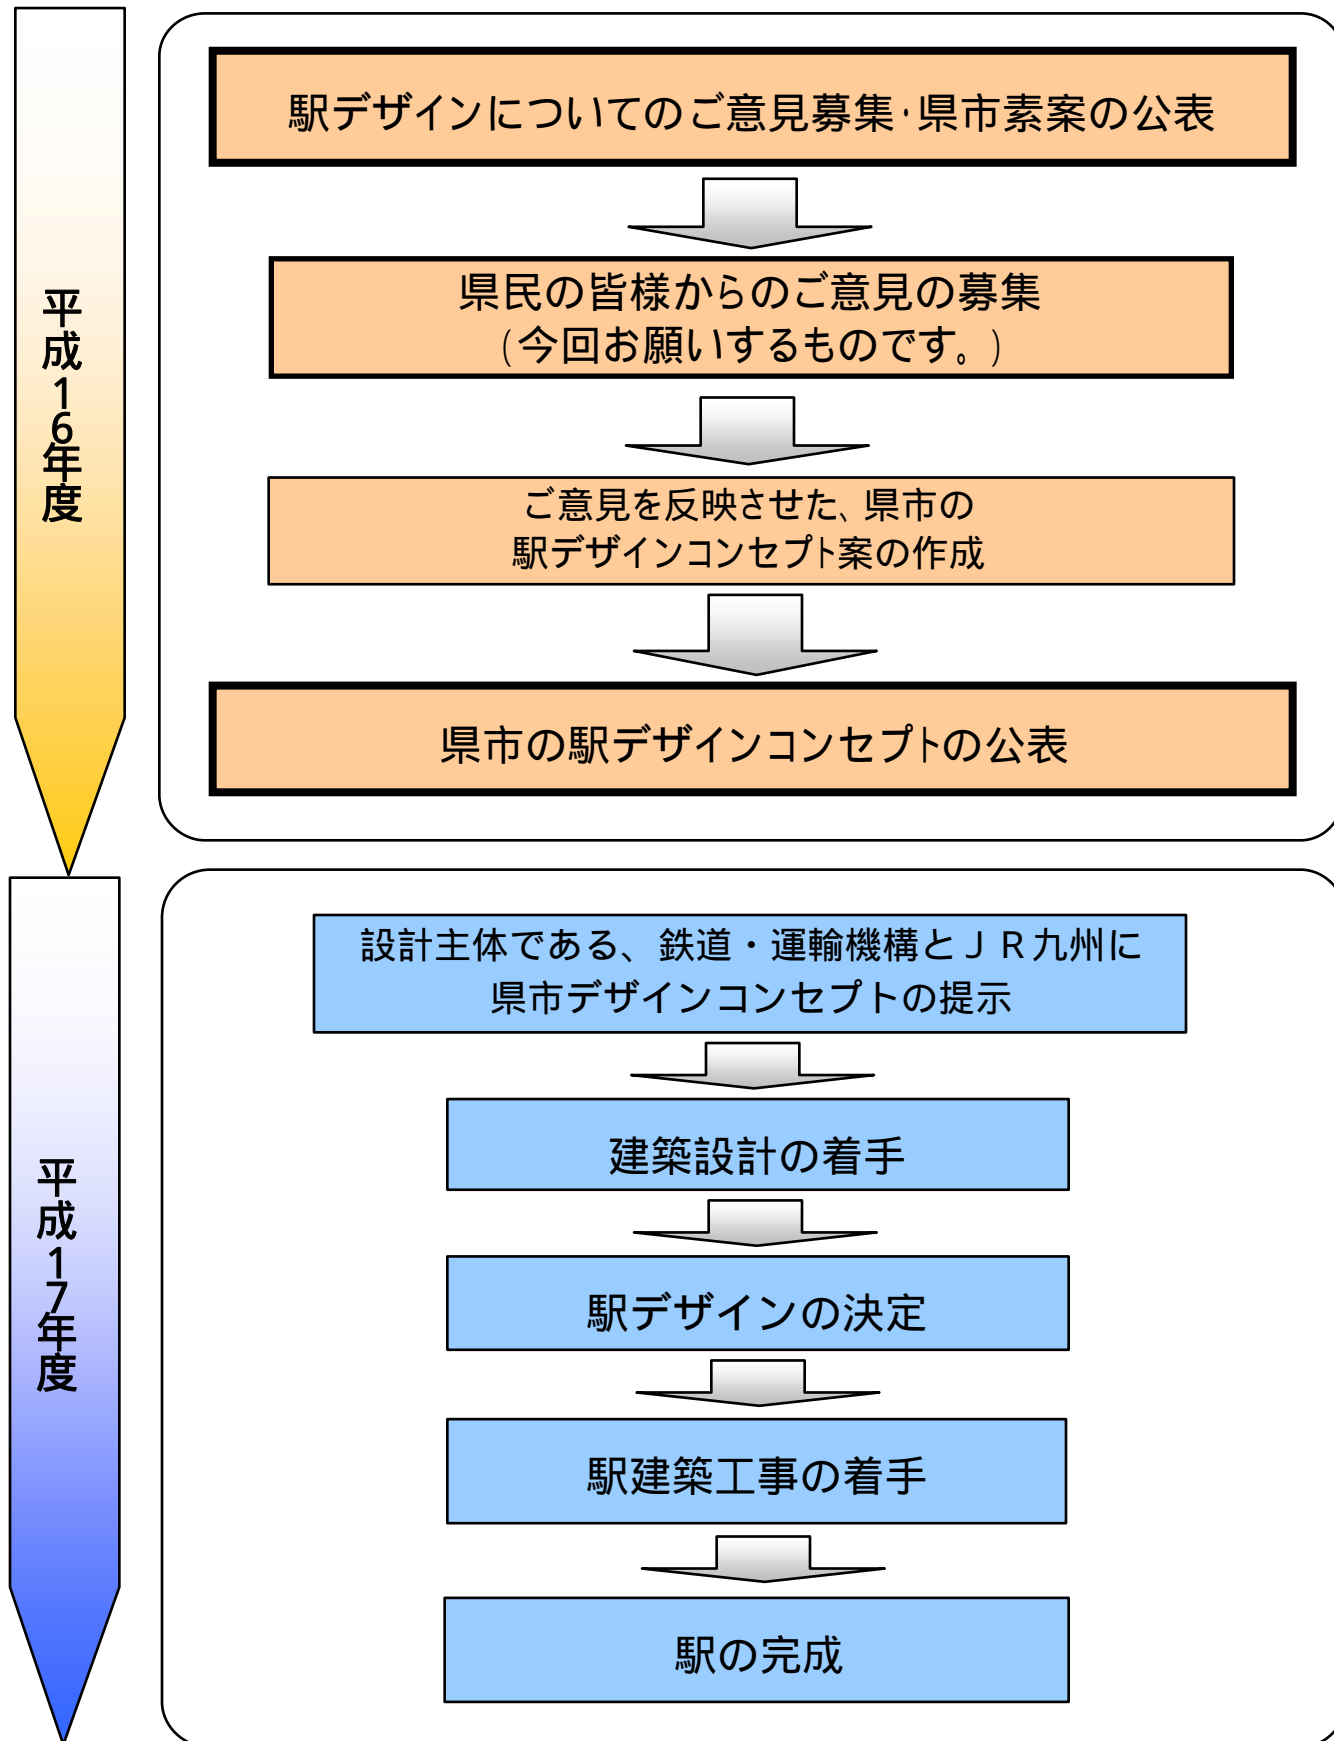 平成16年度
駅デザインについてのご意見募集・県市素案の公表
県民の皆様からのご意見の募集
(今回お願いするものです。)
ご意見を反映させた、県市の
駅デザインコンセプト案の作成
県市の駅デザインコンセプトの公表
平成17年度
設計主体である、鉄道・運輸機構とＪＲ九州に
県市デザインコンセプトの提示
建築設計の着手
駅デザインの決定
駅建築工事の着手
駅の完成